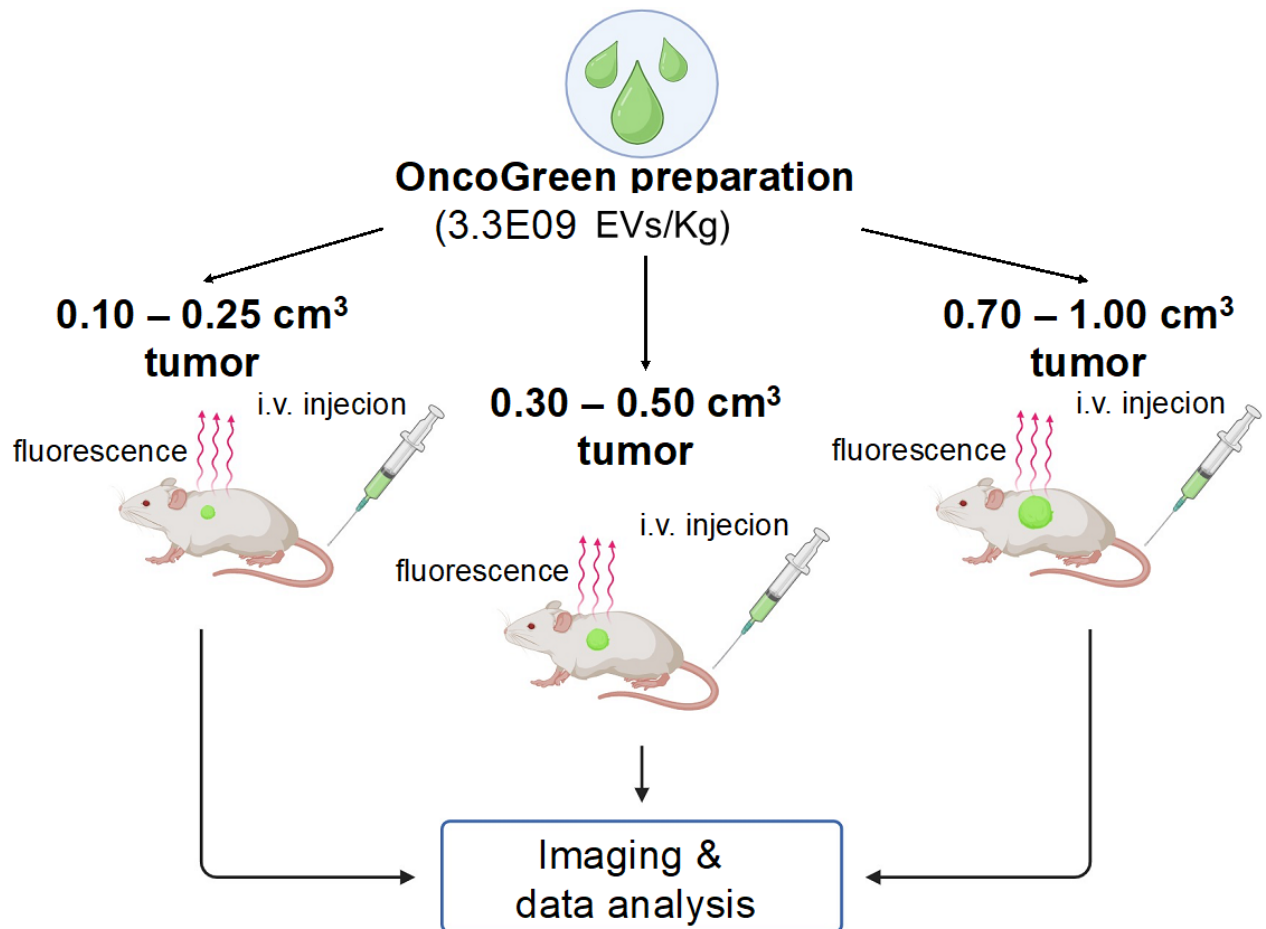 OncoGreen preparation
(3.3E09 EVs/Kg)
0.10 – 0.25 cm³
tumor
i.v. injecion
fluorescence
0.30 – 0.50 cm³
tumor
i.v. injecion
fluorescence
0.70 – 1.00 cm³
tumor
i.v. injecion
fluorescence
Imaging &
data analysis